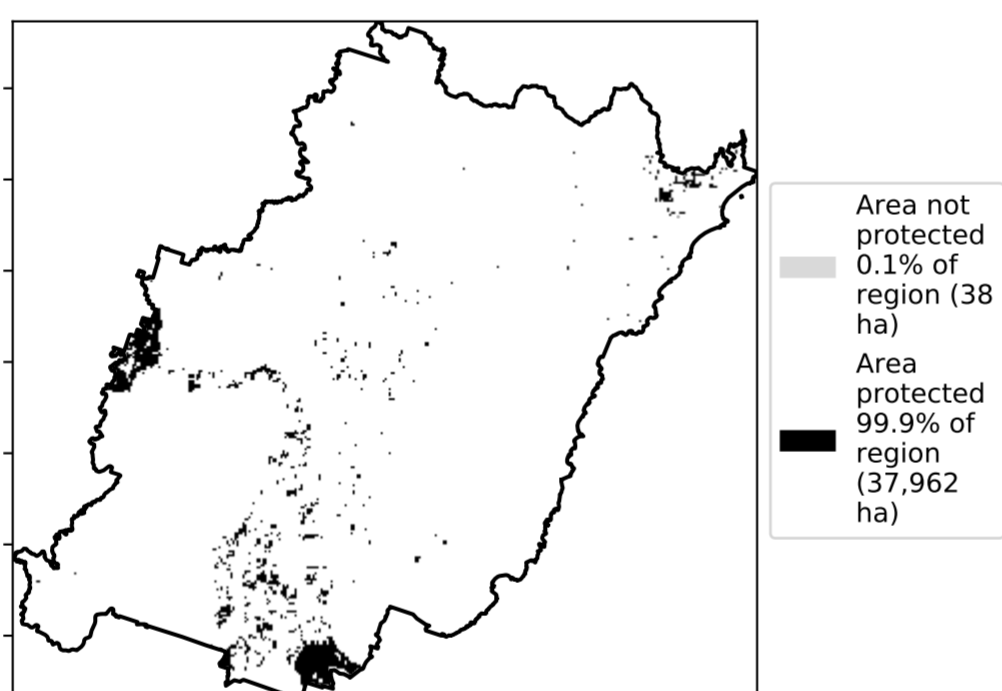 Area not
protected
0.1% of
region (38
ha)
Area
protected
99.9% of
region
(37,962
ha)